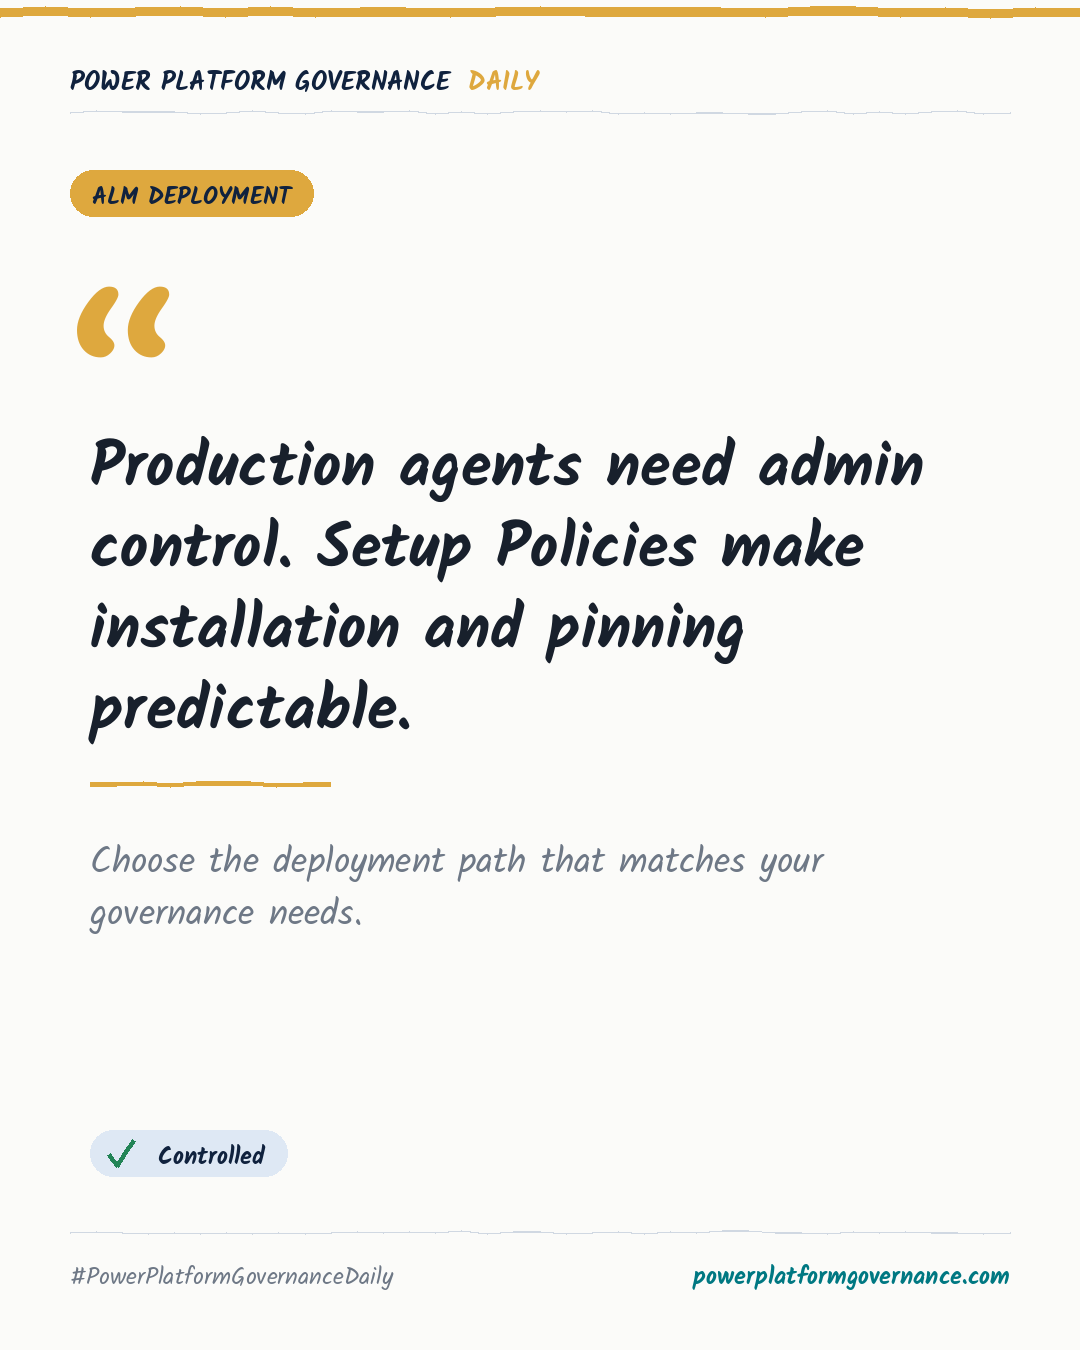 POWER PLATFORM GOVERNANCE DAILY
ALM DEPLOYMENT
“
Production agents need admin
control. Setup Policies make
installation and pinning
predictable.
Choose the deployment path that matches your
governance needs.
✓ Controlled
#PowerPlatformGovernanceDaily powerplatformgovernance.com